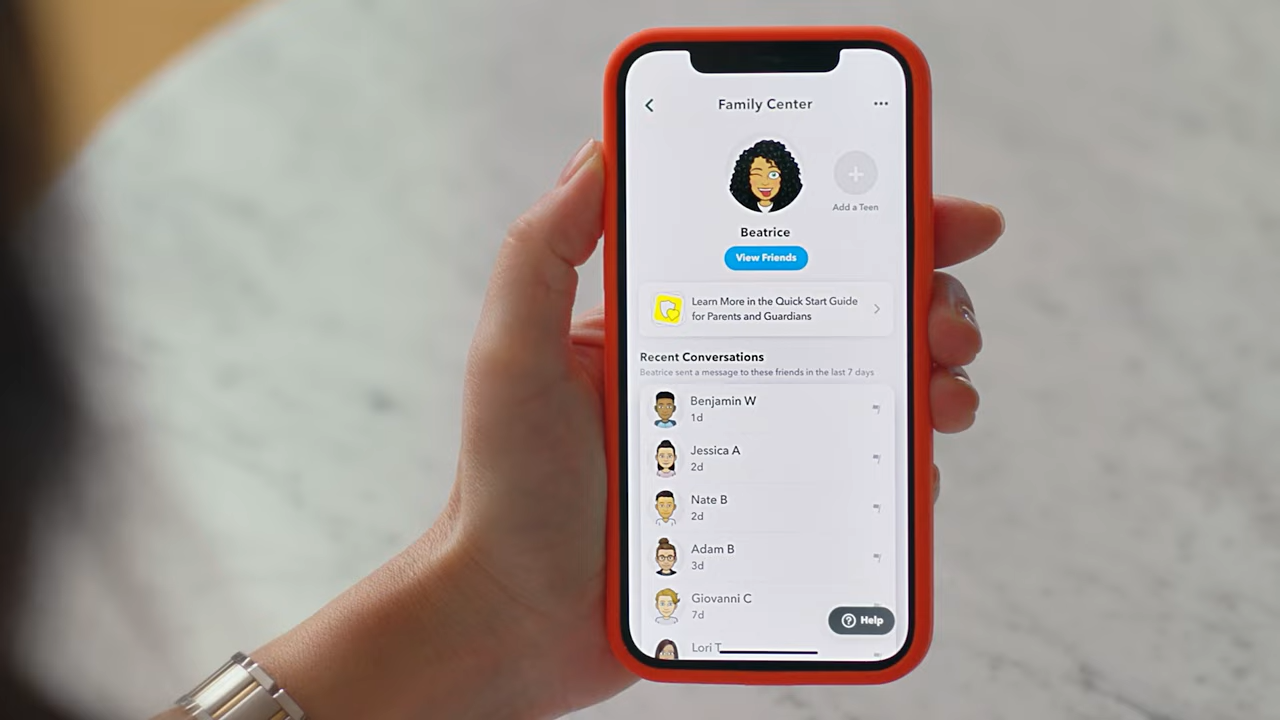 Family Center
Add a Teen
Beatrice
View Friends
Learn More in the Quick Start Guide
for Parents and Guardians
Recent Conversations
Beatrice sent a message to these friends in the last 7 days
Benjamin W
1d
Jessica A
2d
Nate B
2d
Adam B
3d
Giovanni C
7d
Help
Lori T